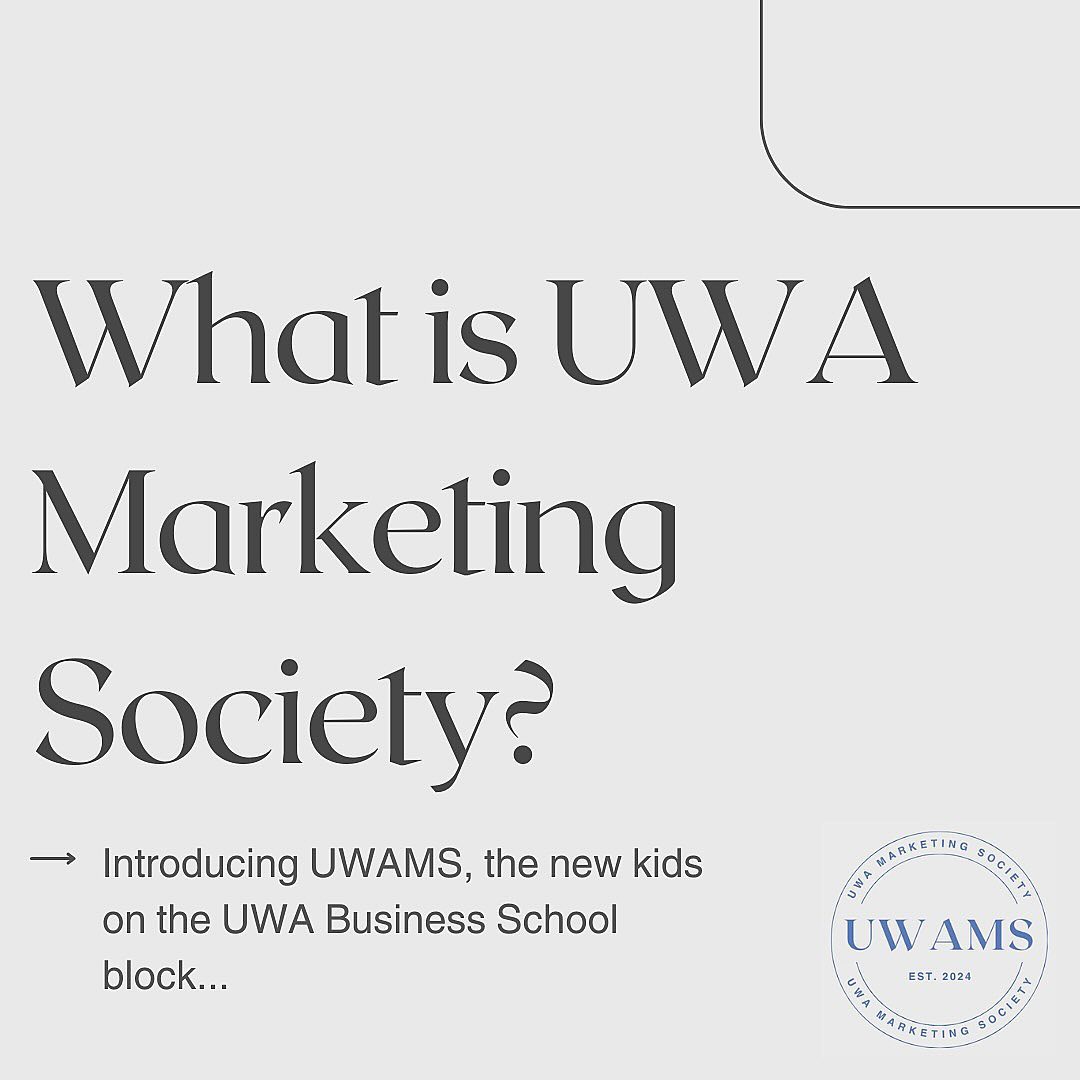 What is UWA
Marketing
Society?
→ Introducing UWAMS, the new kids
on the UWA Business School
block...
UWA MARKETING SOCIETY
UWAMS
EST. 2024
UWA MARKETING SOCIETY